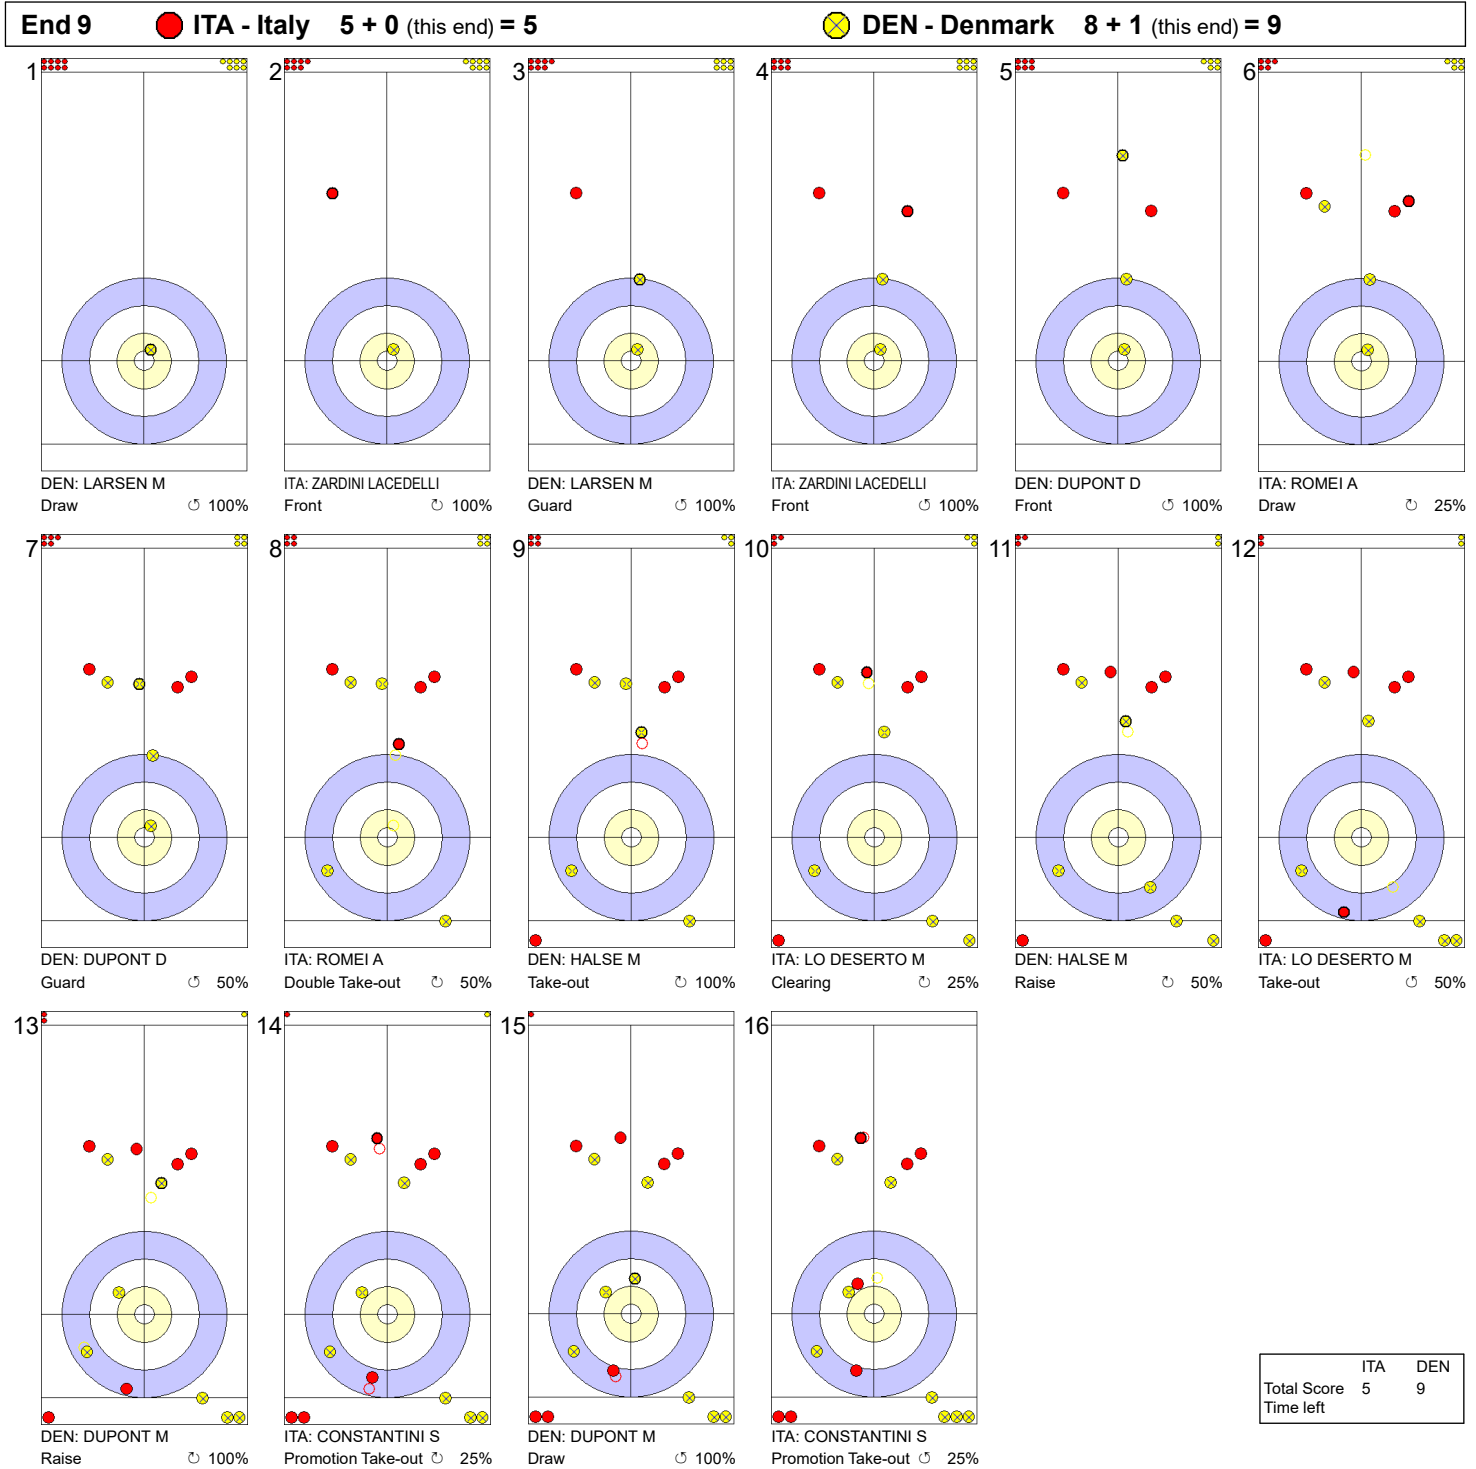 End 9 ITA - Italy 5 + 0 (this end) = 5 DEN - Denmark 8 + 1 (this end) = 9
1 2 3 4 5 6
DEN: LARSEN M ITA: ZARDINI LACEDELLI DEN: LARSEN M ITA: ZARDINI LACEDELLI DEN: DUPONT D ITA: ROMEI A
Draw ↺ 100% Front ↻ 100% Guard ↺ 100% Front ↻ 100% Front ↺ 100% Draw ↻ 25%
7 8 9 10 11 12
DEN: DUPONT D ITA: ROMEI A DEN: HALSE M ITA: LO DESERTO M DEN: HALSE M ITA: LO DESERTO M
Guard ↺ 50% Double Take-out ↻ 50% Take-out ↻ 100% Clearing ↻ 25% Raise ↻ 50% Take-out ↻ 50%
13 14 15 16
DEN: DUPONT M ITA: CONSTANTINI S DEN: DUPONT M ITA: CONSTANTINI S
Raise ↻ 100% Promotion Take-out ↻ 25% Draw ↺ 100% Promotion Take-out ↺ 25%
ITA DEN
Total Score 5 9
Time left